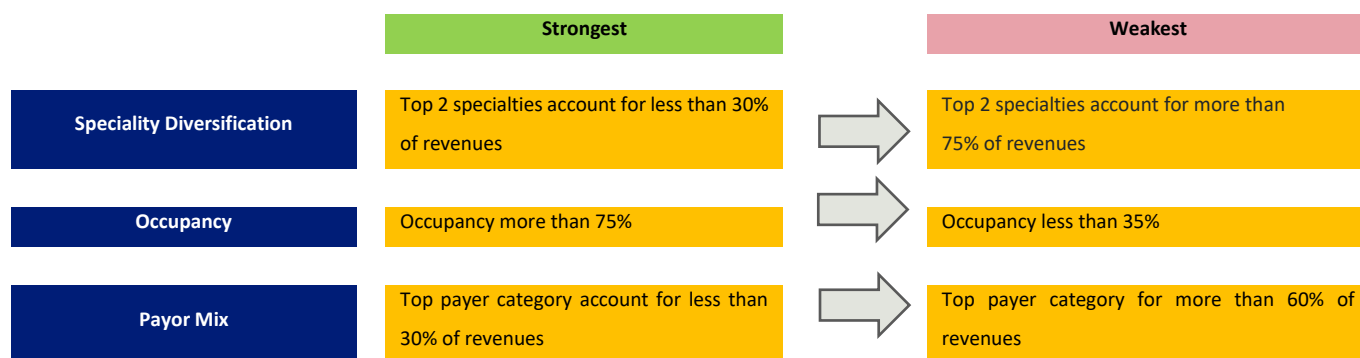 Strongest
Weakest
Speciality Diversification
Top 2 specialties account for less than 30%
of revenues
Top 2 specialties account for more than
75% of revenues
Occupancy
Occupancy more than 75%
Occupancy less than 35%
Payor Mix
Top payer category account for less than
30% of revenues
Top payer category for more than 60% of
revenues